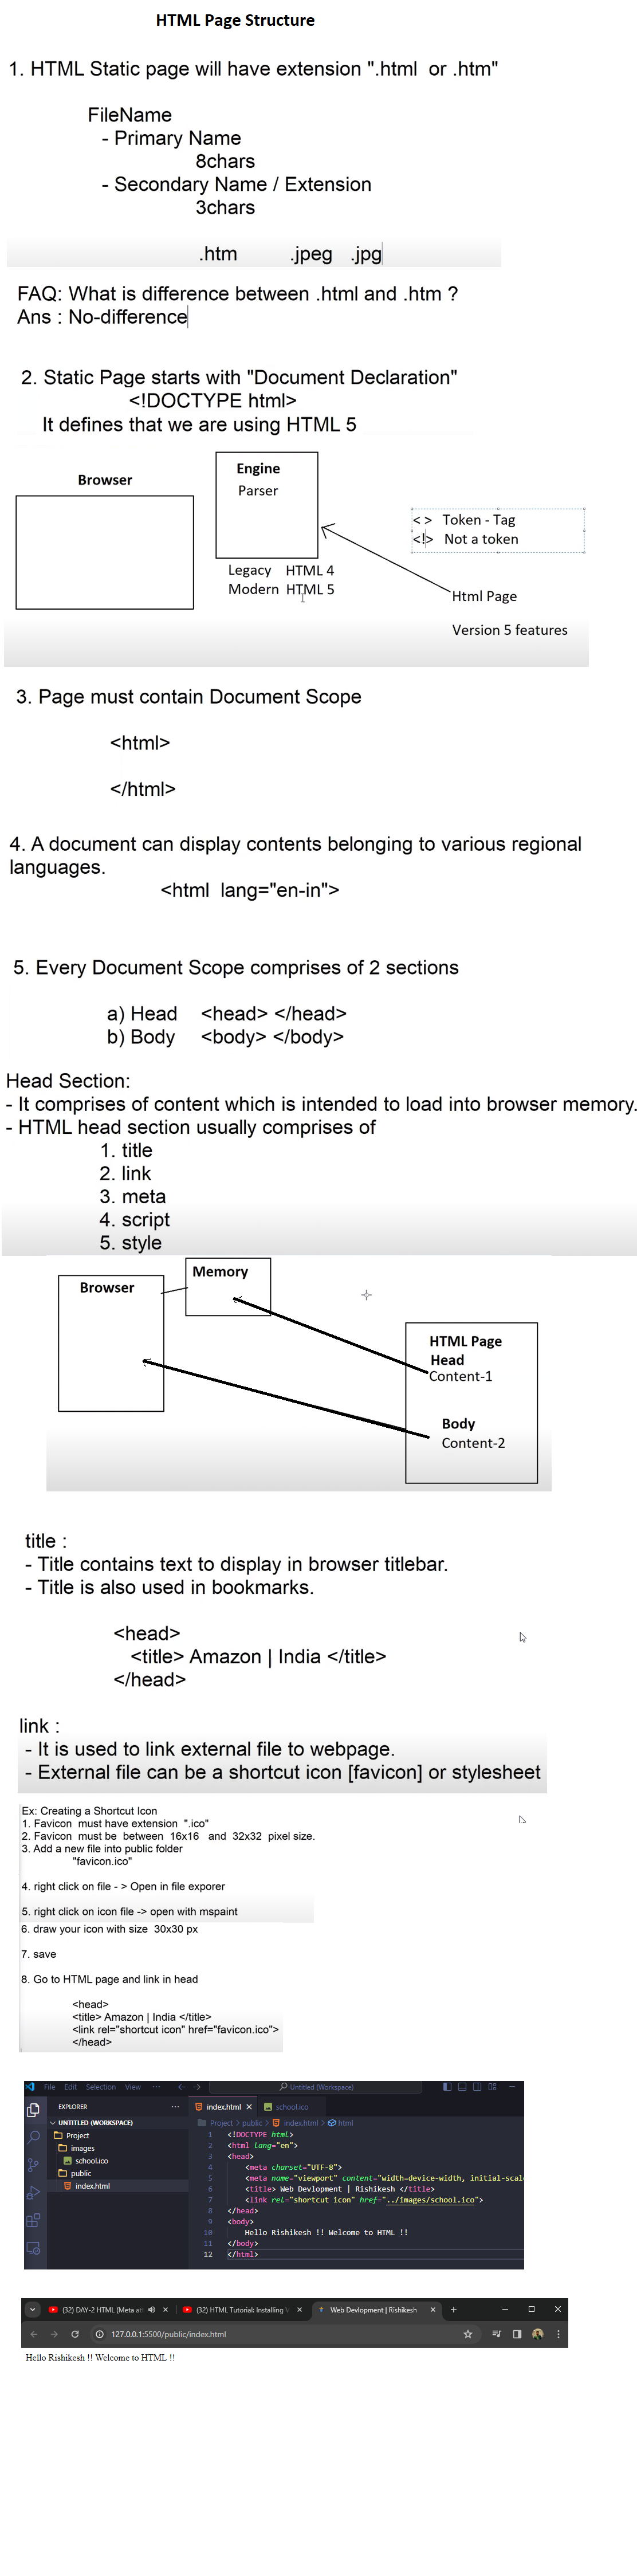 HTML Page Structure
1. HTML Static page will have extension ".html  or .htm"
FileName
- Primary Name
8chars
- Secondary Name / Extension
3chars
.htm .jpeg .jpg
FAQ: What is difference between .html and .htm ?
Ans : No-difference
2. Static Page starts with "Document Declaration"
<!DOCTYPE html>
It defines that we are using HTML 5
Browser
Engine
Parser
Legacy HTML 4
Modern HTML 5
< > Token - Tag
<!> Not a token
Html Page
Version 5 features
3. Page must contain Document Scope
<html>
</html>
4. A document can display contents belonging to various regional
languages.
<html  lang="en-in">
5. Every Document Scope comprises of 2 sections
a) Head <head> </head>
b) Body <body> </body>
Head Section:
- It comprises of content which is intended to load into browser memory.
- HTML head section usually comprises of
1. title
2. link
3. meta
4. script
5. style
Browser
Memory
HTML Page
Head
Content-1
Body
Content-2
title :
- Title contains text to display in browser titlebar.
- Title is also used in bookmarks.
<head>
<title> Amazon | India </title>
</head>
link :
- It is used to link external file to webpage.
- External file can be a shortcut icon [favicon] or stylesheet
Ex: Creating a Shortcut Icon
1. Favicon  must have extension  ".ico"
2. Favicon  must be  between  16x16  and  32x32  pixel size.
3. Add a new file into public folder
"favicon.ico"
4. right click on file - > Open in file exporer
5. right click on icon file -> open with mspaint
6. draw your icon with size  30x30 px
7. save
8. Go to HTML page and link in head
<head>
<title> Amazon | India </title>
<link rel="shortcut icon" href="favicon.ico">
</head>
File Edit Selection View ... Untitled (Workspace)
EXPLORER ...
UNTITLED (WORKSPACE)
Project
images
school.ico
public
index.html
index.html school.ico
Project > public > index.html > html
1 <!DOCTYPE html>
2 <html lang="en">
3 <head>
4 <meta charset="UTF-8">
5 <meta name="viewport" content="width=device-width, initial-scal
6 <title> Web Devlopment | Rishikesh </title>
7 <link rel="shortcut icon" href="../images/school.ico">
8 </head>
9 <body>
10 Hello Rishikesh !! Welcome to HTML !!
11 </body>
12 </html>
(32) DAY-2 HTML (Meta at (32) HTML Tutorial: Installing V Web Devlopment | Rishikesh
127.0.0.1:5500/public/index.html
Hello Rishikesh !! Welcome to HTML !!